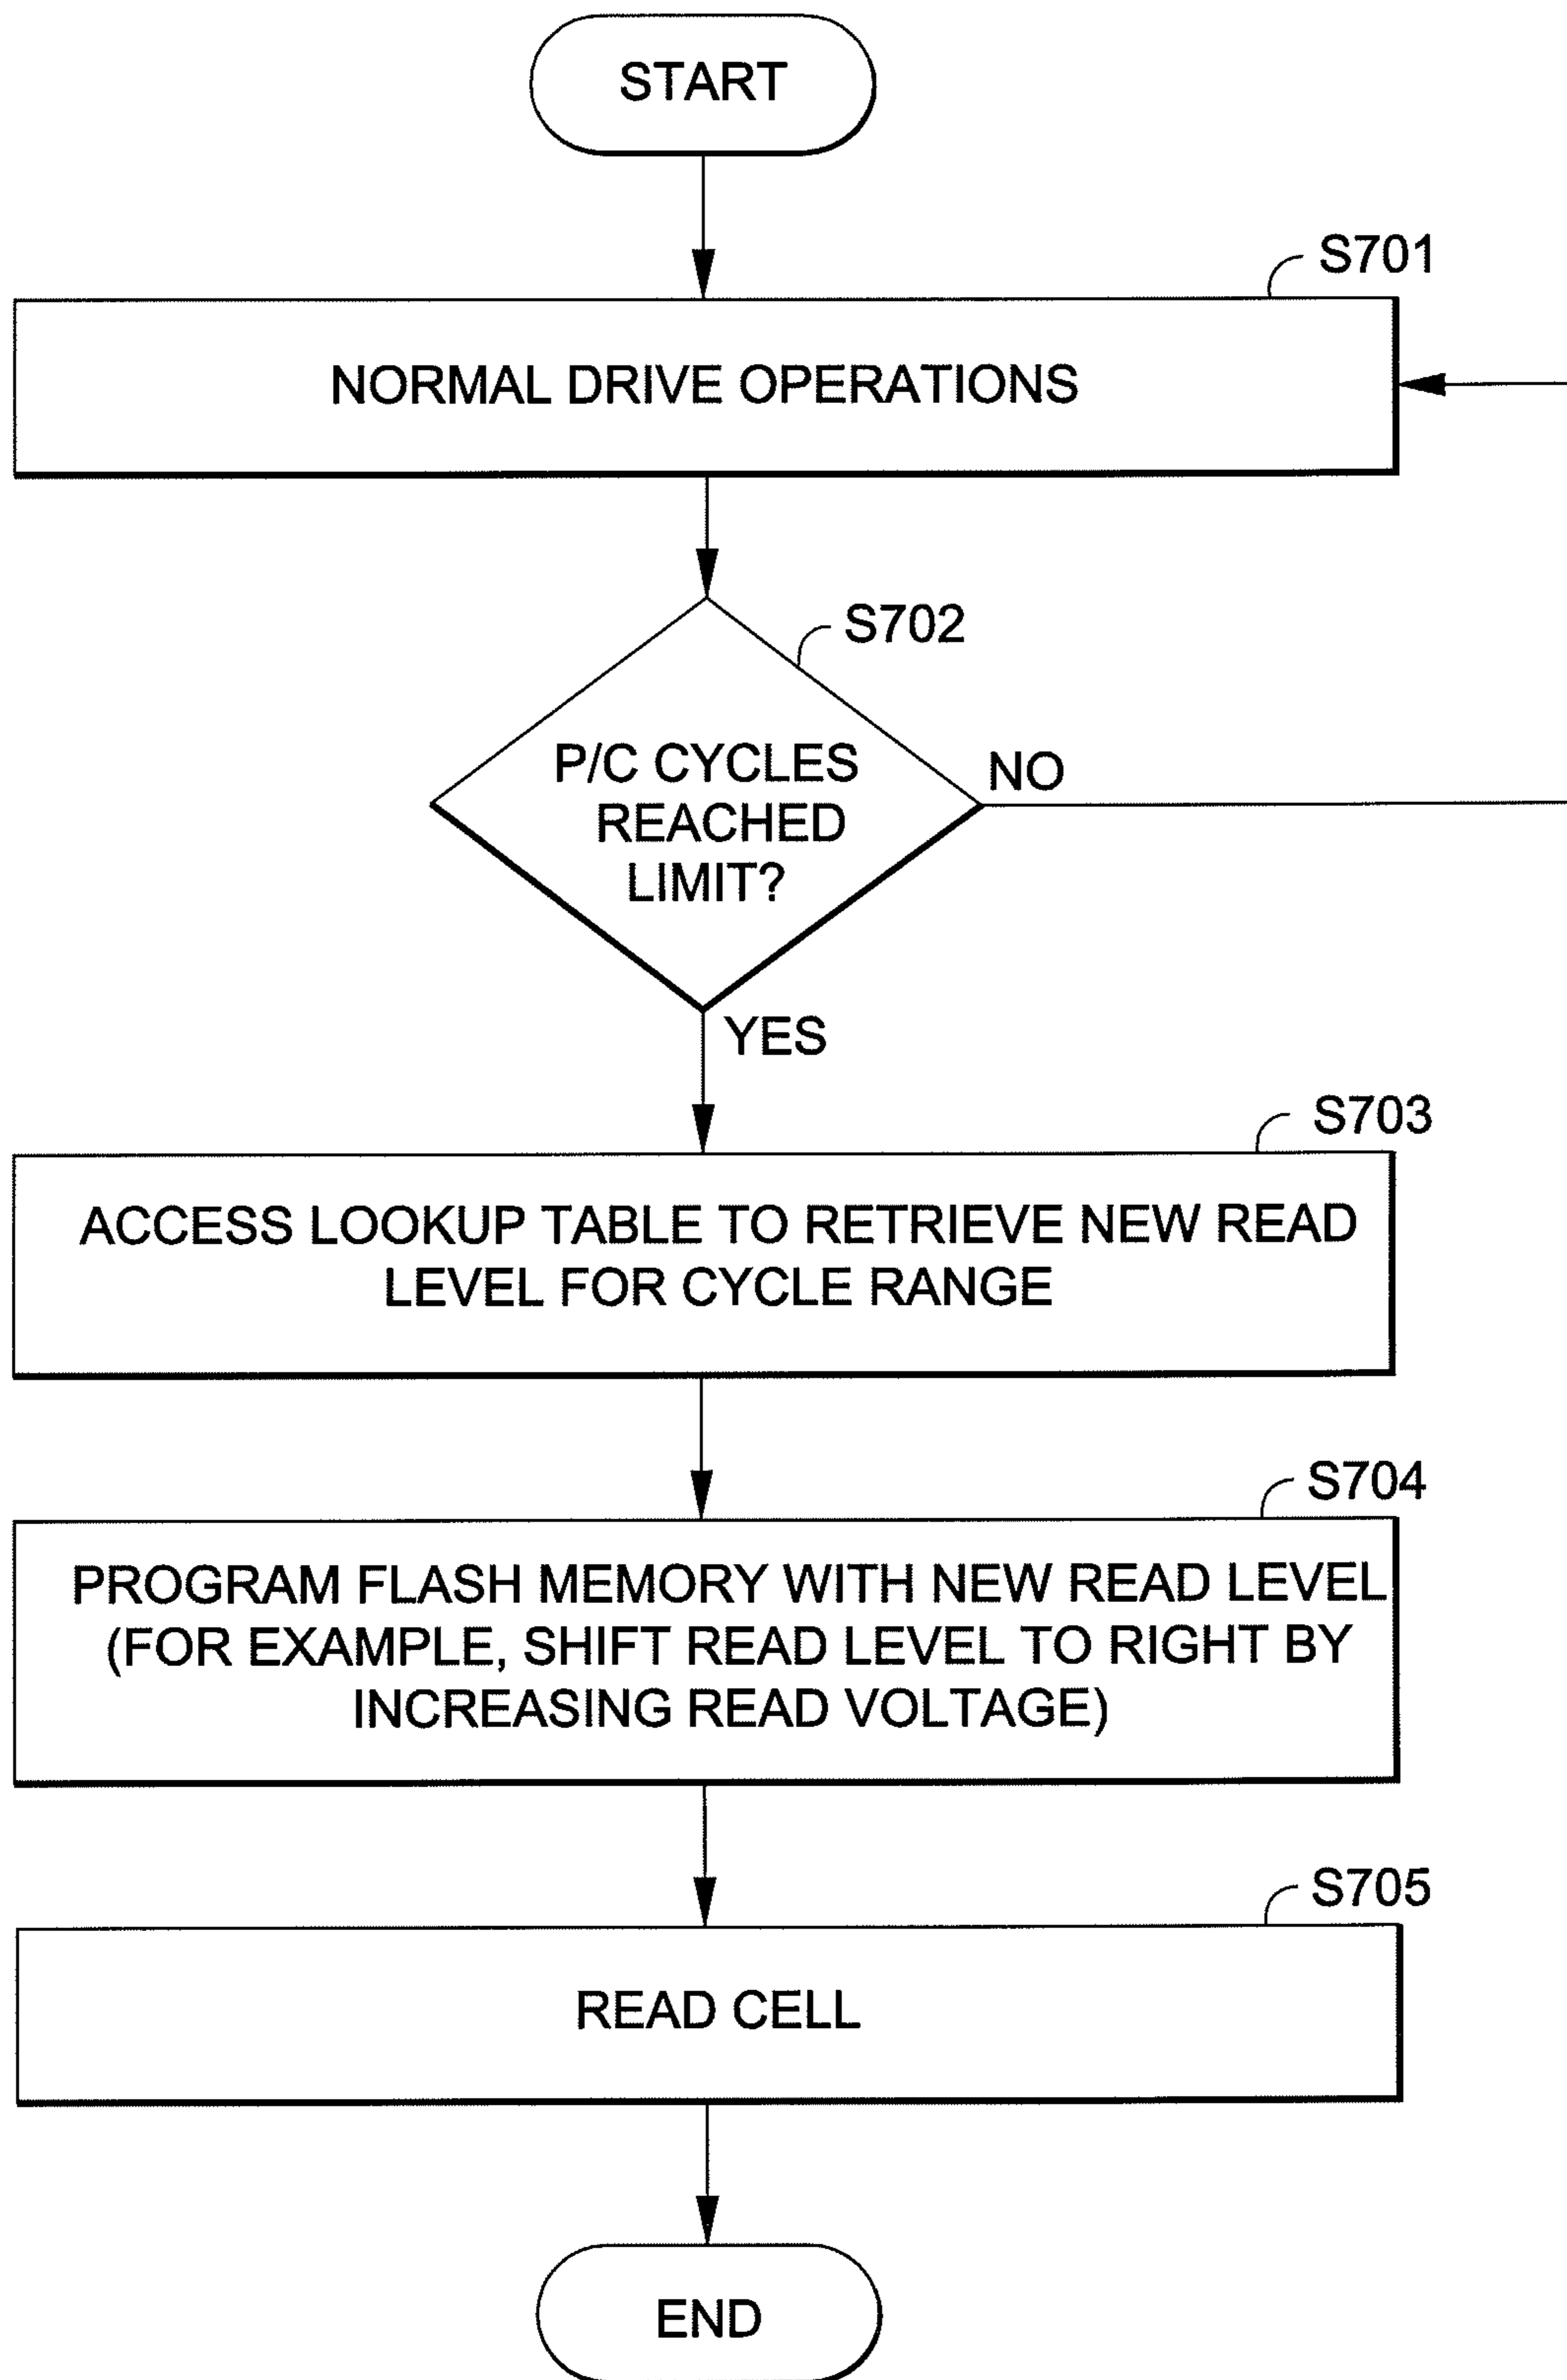 START
S701
NORMAL DRIVE OPERATIONS
S702
P/C CYCLES
REACHED
LIMIT?
NO
YES
S703
ACCESS LOOKUP TABLE TO RETRIEVE NEW READ
LEVEL FOR CYCLE RANGE
S704
PROGRAM FLASH MEMORY WITH NEW READ LEVEL
(FOR EXAMPLE, SHIFT READ LEVEL TO RIGHT BY
INCREASING READ VOLTAGE)
S705
READ CELL
END